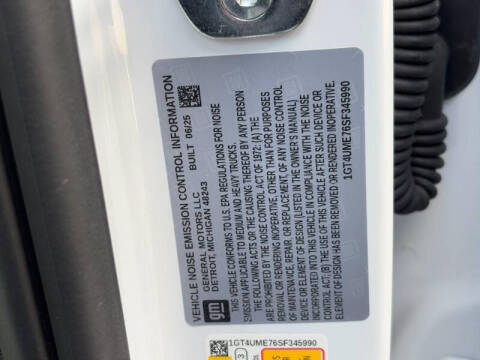 VEHICLE NOISE EMISSION CONTROL INFORMATION
GENERAL MOTORS LLC
DETROIT, MICHIGAN 48243
BUILT 06/25
gm
THIS VEHICLE CONFORMS TO U.S. EPA REGULATIONS FOR NOISE
EMISSION APPLICABLE TO MEDIUM AND HEAVY TRUCKS.
THE FOLLOWING ACTS OR THE CAUSING THEREOF BY ANY PERSON
ARE PROHIBITED BY THE NOISE CONTROL ACT OF 1972: (A) THE
REMOVAL OR RENDERING INOPERATIVE, OTHER THAN FOR PURPOSES
OF MAINTENANCE, REPAIR, OR REPLACEMENT, OF ANY NOISE CONTROL
DEVICE OR ELEMENT OF DESIGN (LISTED IN THE OWNER'S MANUAL)
INCORPORATED INTO THIS VEHICLE IN COMPLIANCE WITH THE NOISE
CONTROL ACT;(B) THE USE OF THIS VEHICLE AFTER SUCH DEVICE OR
ELEMENT OF DESIGN HAS BEEN REMOVED OR RENDERED INOPERATIVE.
1GT4UME76SF345990
1GT4UME76SF345990